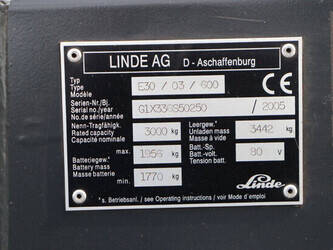 LINDE AG D - Aschaffenburg
Typ
Type E30 / 03 / 600
Modèle
CE
Serien-Nr./Bj.
Serial no./year G1X336S50250 / 2005
No.de série/année
Nenn-Tragfähigk. Leergew.*
Rated capacity 3000 kg Unladen mass 3442 kg
Capacité nominale Masse à vide
max. 1956 kg Batt.-Sp.
Batteriegew.* Batt.-volt. 80 V
Battery mass Tension batt.
Masse batterie
min. 1770 kg Linde
*s. Betriebsanl. / see Operating instructions / voir Mode d'emploi